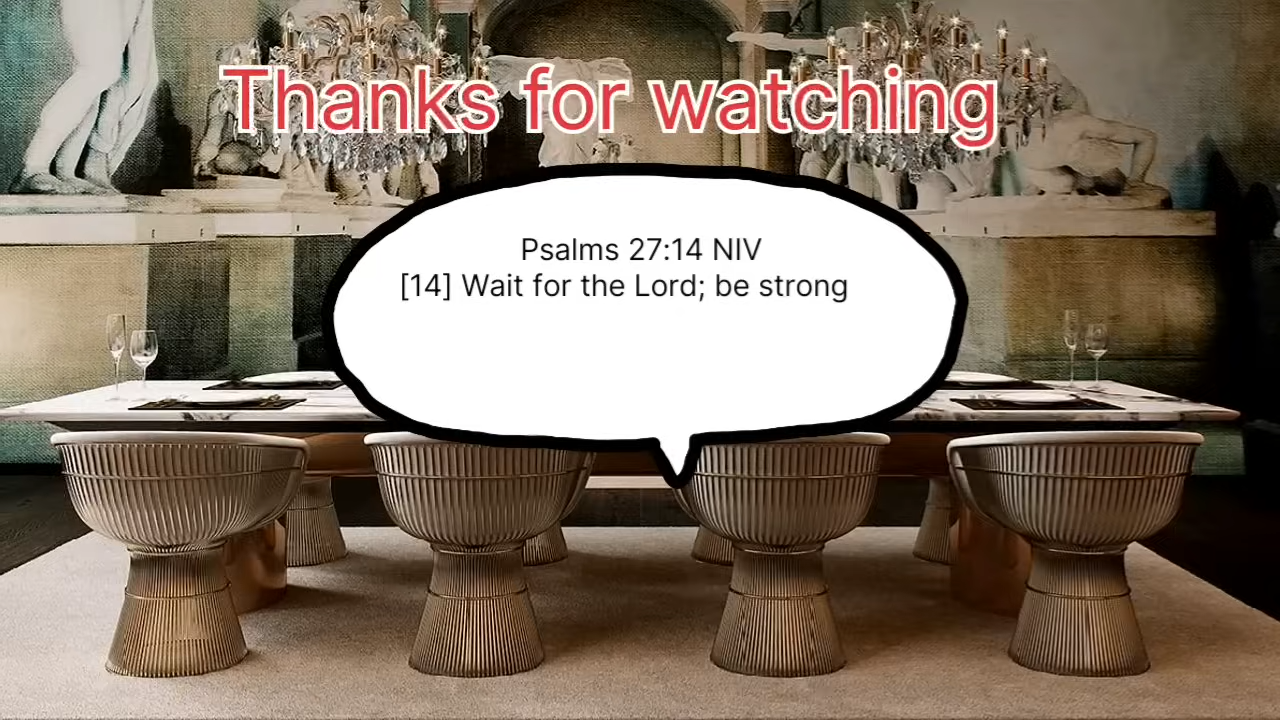 Thanks for watching
Psalms 27:14 NIV
[14] Wait for the Lord; be strong